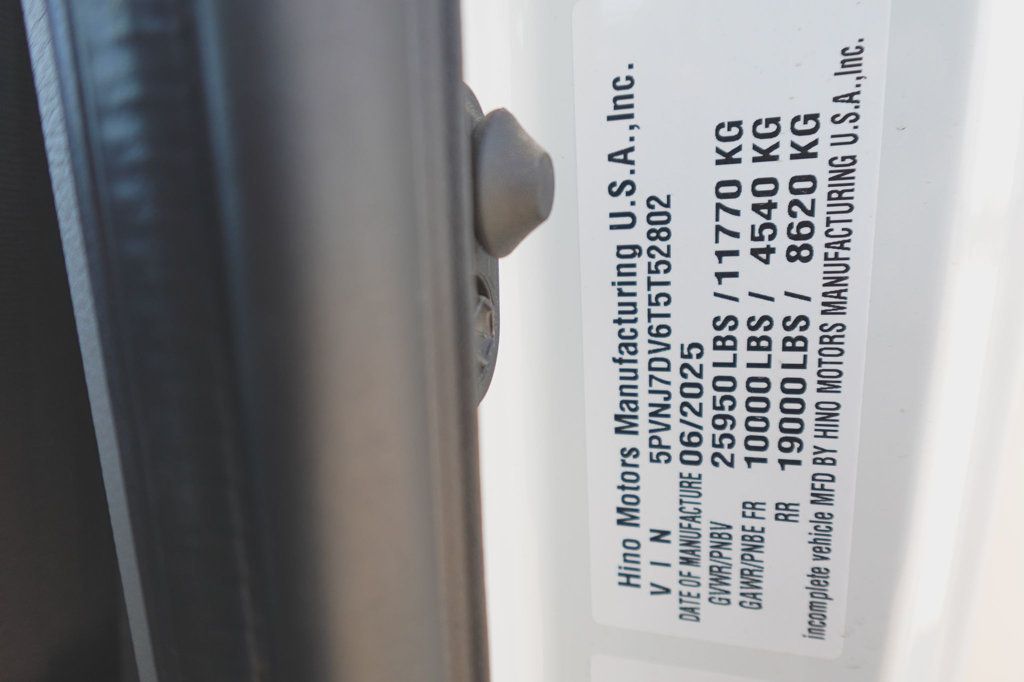 Hino Motors Manufacturing U.S.A.,Inc.
VIN 5PVNJ7DV6T5T52802
DATE OF MANUFACTURE 06/2025
GVWR/PNBV 25950 LBS / 11770 KG
GAWR/PNBE FR 10000 LBS / 4540 KG
RR 19000 LBS / 8620 KG
incomplete vehicle MFD BY HINO MOTORS MANUFACTURING U.S.A.,Inc.